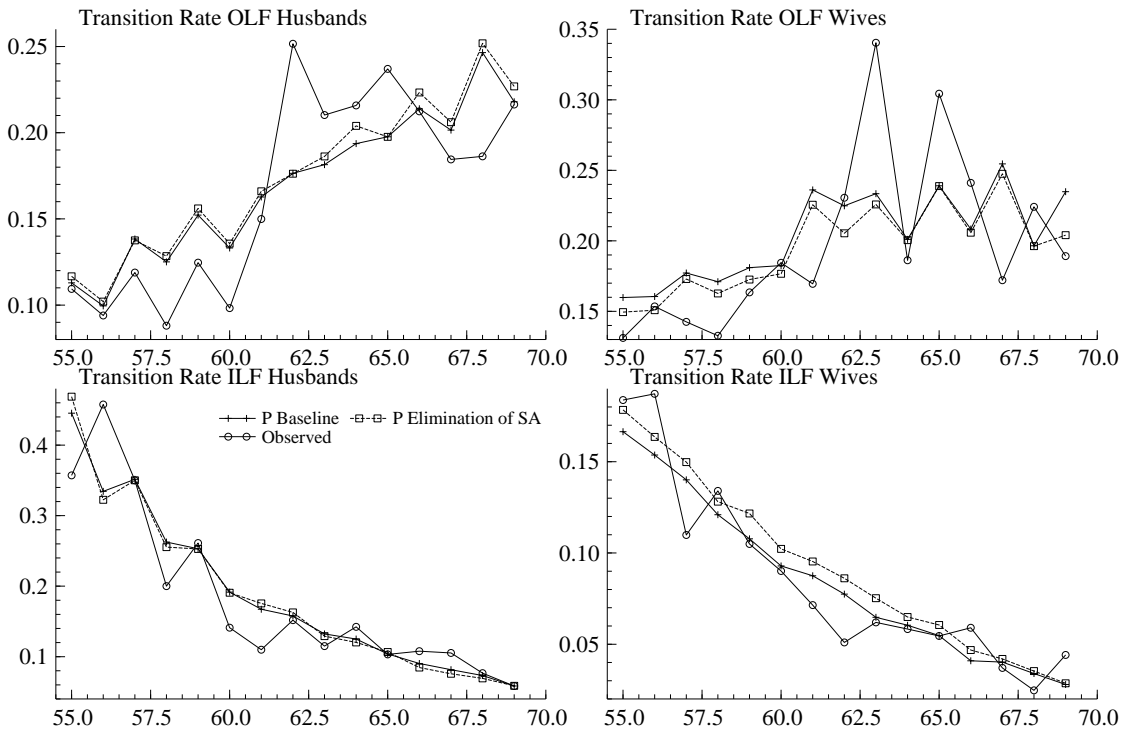 Transition Rate OLF Husbands
0.25
0.20
0.15
0.10
55.0 57.5 60.0 62.5 65.0 67.5 70.0
Transition Rate OLF Wives
0.35
0.30
0.25
0.20
0.15
55.0 57.5 60.0 62.5 65.0 67.5 70.0
Transition Rate ILF Husbands
P Baseline P Elimination of SA
Observed
0.4
0.3
0.2
0.1
55.0 57.5 60.0 62.5 65.0 67.5 70.0
Transition Rate ILF Wives
0.15
0.10
0.05
55.0 57.5 60.0 62.5 65.0 67.5 70.0